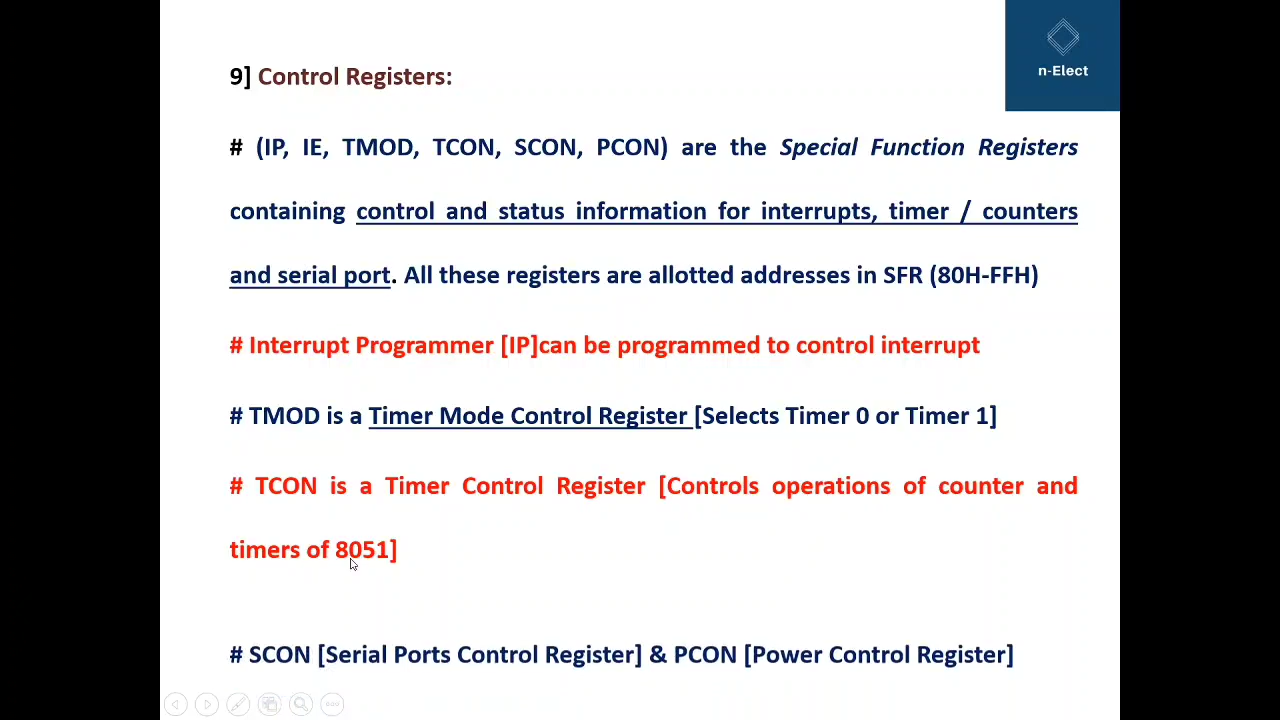 n-Elect
9] Control Registers:
# (IP, IE, TMOD, TCON, SCON, PCON) are the Special Function Registers
containing control and status information for interrupts, timer / counters
and serial port. All these registers are allotted addresses in SFR (80H-FFH)
# Interrupt Programmer [IP]can be programmed to control interrupt
# TMOD is a Timer Mode Control Register [Selects Timer 0 or Timer 1]
# TCON is a Timer Control Register [Controls operations of counter and
timers of 8051]
# SCON [Serial Ports Control Register] & PCON [Power Control Register]